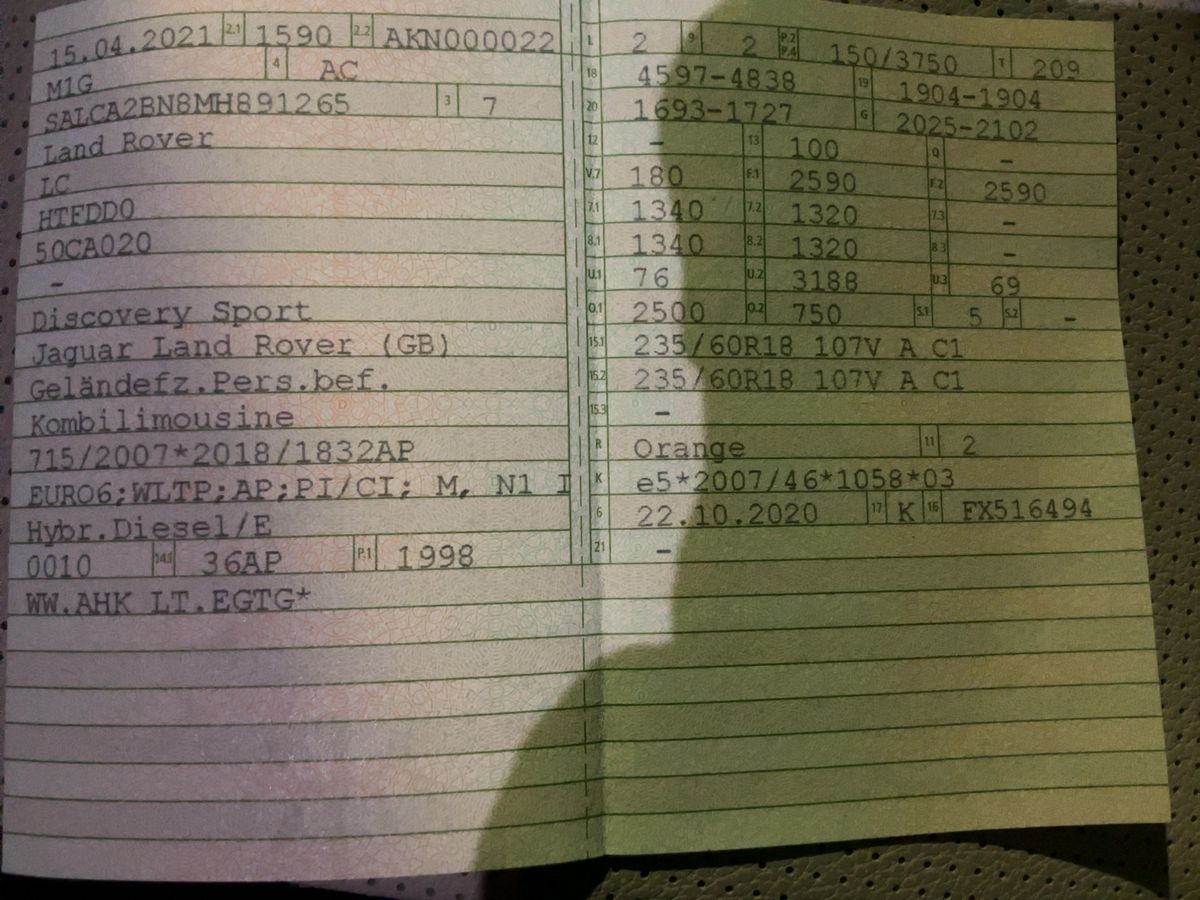 15.04.2021 2.1 1590 2.2 AKN000022
M1G 4 AC
SALCA2BN8MH891265 3 7
Land Rover
LC
HTEDD0
50CA020
-
Discovery Sport
Jaguar Land Rover (GB)
Geländefz.Pers.bef.
Kombilimousine
715/2007*2018/1832AP
EURO6;WLTP;AP;PI/CI; M, N1 I
Hybr.Diesel/E
0010 14.1 36AP P.1 1998
WW.AHK LT.EGTG*
L 2 9 2 P.2 P.4 150/3750 T 209
18 4597-4838 19 1904-1904
20 1693-1727 G 2025-2102
12 - 13 100 Q -
V.7 180 F.1 2590 F.2 2590
7.1 1340 7.2 1320 7.3 -
8.1 1340 8.2 1320 8.3 -
U.1 76 U.2 3188 U.3 69
O.1 2500 O.2 750 S.1 5 S.2 -
15.1 235/60R18 107V A C1
15.2 235/60R18 107V A C1
15.3 -
R Orange 11 2
K e5*2007/46*1058*03
6 22.10.2020 17 K 16 FX516494
21 -